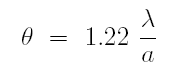 θ = 1.22 λ/a